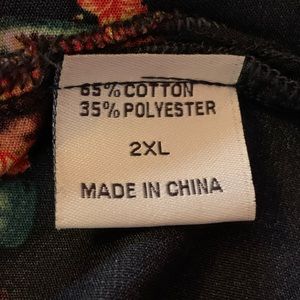 65% COTTON
35% POLYESTER
2XL
MADE IN CHINA